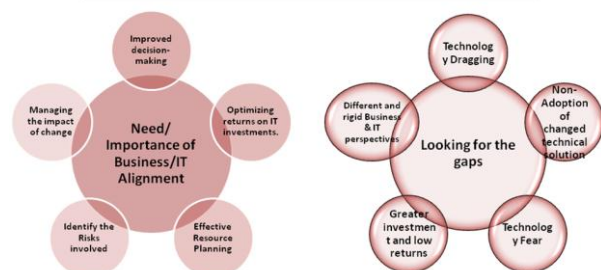 Improved
decision-
making
Managing
the impact
of change
Optimizing
returns on IT
investments.
Need/
Importance of
Business/IT
Alignment
Identify the
Risks
involved
Effective
Resource
Planning
Technolog
y Dragging
Different and
rigid Business
& IT
perspectives
Non-
Adoption of
changed
technical
solution
Looking for the
gaps
Greater
investmen
t and low
returns
Technolog
y Fear